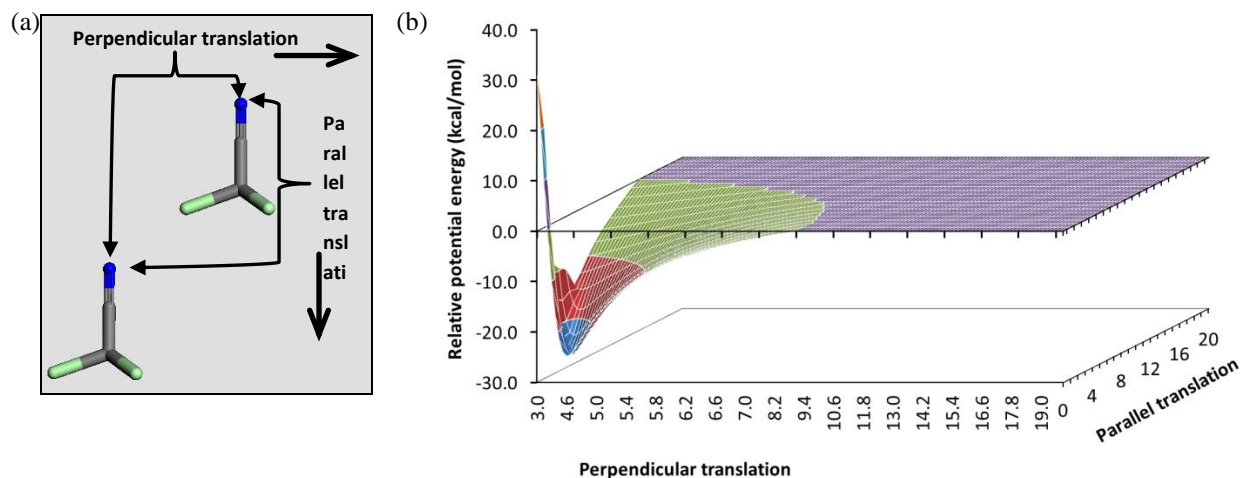 (a)
Perpendicular translation
Pa
ral
lel
tra
nsl
ati
(b)
Relative potential energy (kcal/mol)
40.0
30.0
20.0
10.0
0.0
-10.0
-20.0
-30.0
3.0 4.6 5.0 5.4 5.8 6.2 6.6 7.0 8.2 9.4 10.6 11.8 13.0 14.2 15.4 16.6 17.8 19.0
Perpendicular translation
0 4 8 12 16 20
Parallel translation